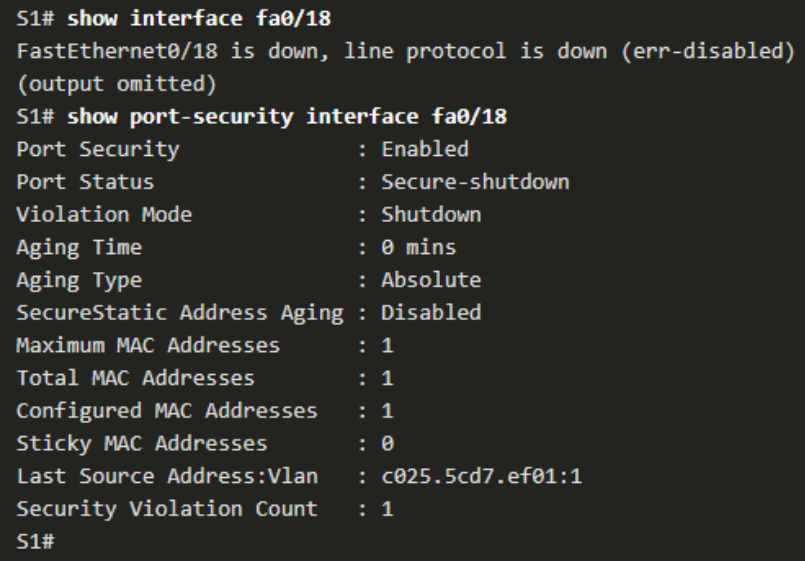 S1# show interface fa0/18
FastEthernet0/18 is down, line protocol is down (err-disabled)
(output omitted)
S1# show port-security interface fa0/18
Port Security              : Enabled
Port Status                : Secure-shutdown
Violation Mode             : Shutdown
Aging Time                 : 0 mins
Aging Type                 : Absolute
SecureStatic Address Aging : Disabled
Maximum MAC Addresses      : 1
Total MAC Addresses        : 1
Configured MAC Addresses   : 1
Sticky MAC Addresses       : 0
Last Source Address:Vlan   : c025.5cd7.ef01:1
Security Violation Count   : 1
S1#